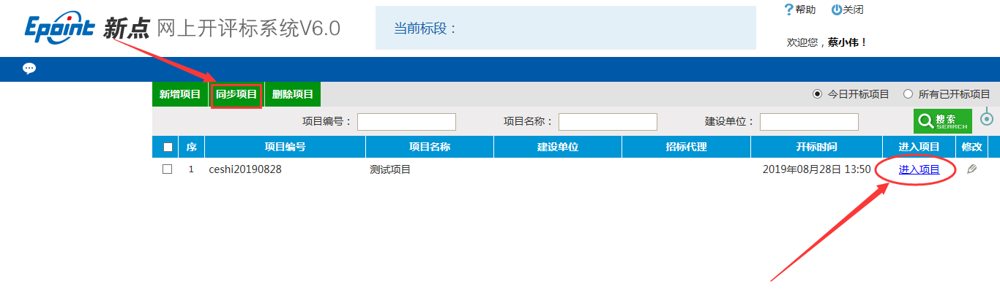 Epoint 新点 网上开评标系统V6.0
当前标段：
帮助 关闭
欢迎您，蔡小伟！
新增项目 同步项目 删除项目 今日开标项目 所有已开标项目
项目编号： 项目名称： 建设单位： 搜索 SEARCH
序 项目编号 项目名称 建设单位 招标代理 开标时间 进入项目 修改
1 ceshi20190828 测试项目 2019年08月28日 13:50 进入项目